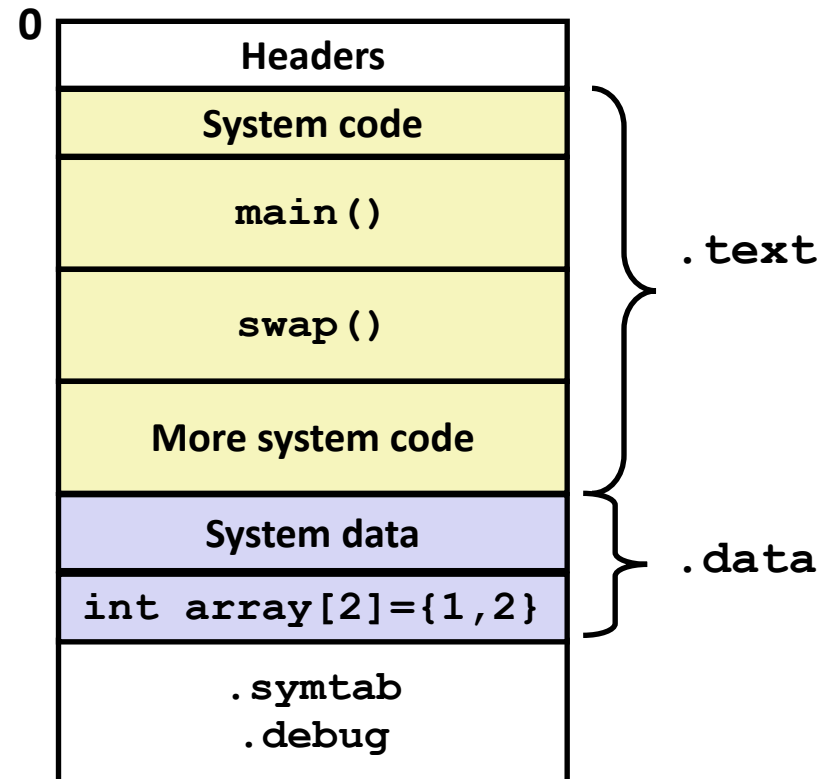 0
Headers
System code
main()
swap()
More system code
System data
int array[2]={1,2}
.symtab
.debug
.text
.data